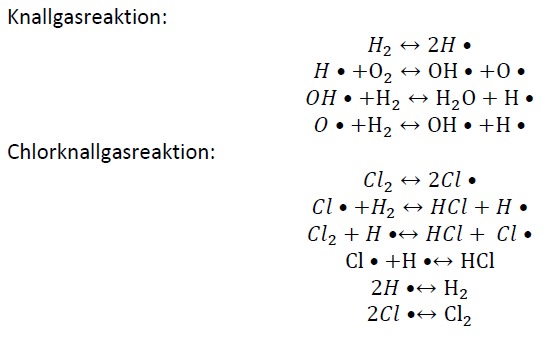 Knallgasreaktion:
H₂ ↔ 2H •
H • +O₂ ↔ OH • +O •
OH • +H₂ ↔ H₂O + H •
O • +H₂ ↔ OH • +H •
Chlorknallgasreaktion:
Cl₂ ↔ 2Cl •
Cl • +H₂ ↔ HCl + H •
Cl₂ + H •↔ HCl + Cl •
Cl • +H •↔ HCl
2H •↔ H₂
2Cl •↔ Cl₂